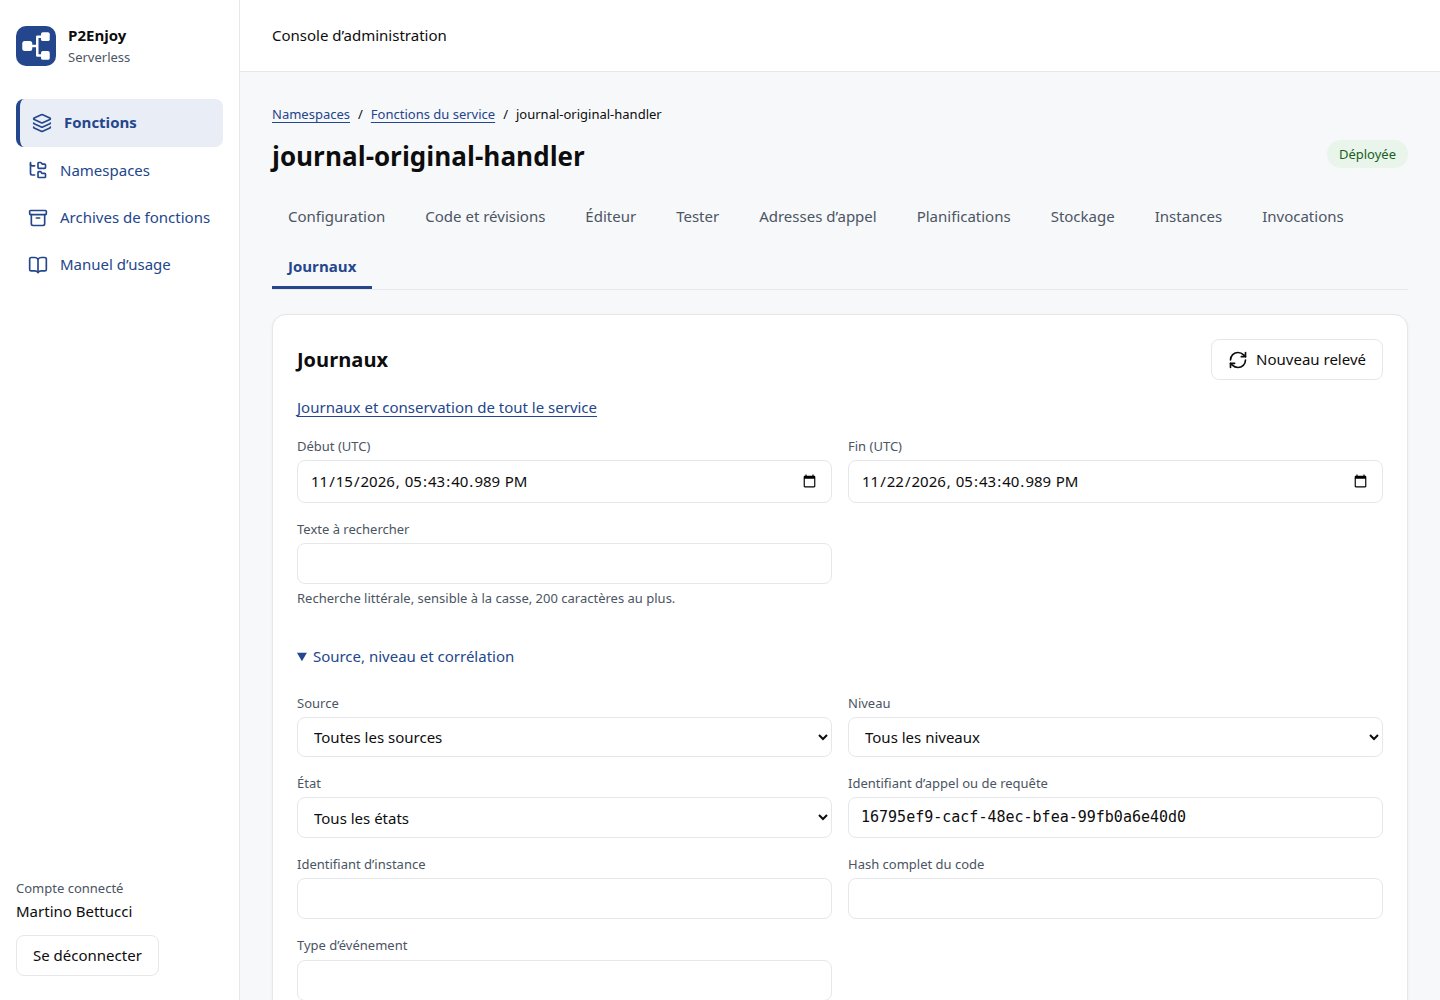 P2Enjoy
Serverless
Fonctions
Namespaces
Archives de fonctions
Manuel d’usage
Compte connecté
Martino Bettucci
Se déconnecter
Console d’administration
Namespaces / Fonctions du service / journal-original-handler
journal-original-handler
Déployée
Configuration Code et révisions Éditeur Tester Adresses d’appel Planifications Stockage Instances Invocations
Journaux
Journaux
Nouveau relevé
Journaux et conservation de tout le service
Début (UTC)
11/15/2026, 05:43:40.989 PM
Fin (UTC)
11/22/2026, 05:43:40.989 PM
Texte à rechercher
Recherche littérale, sensible à la casse, 200 caractères au plus.
Source, niveau et corrélation
Source
Toutes les sources
Niveau
Tous les niveaux
État
Tous les états
Identifiant d’appel ou de requête
16795ef9-cacf-48ec-bfea-99fb0a6e40d0
Identifiant d’instance
Hash complet du code
Type d’événement